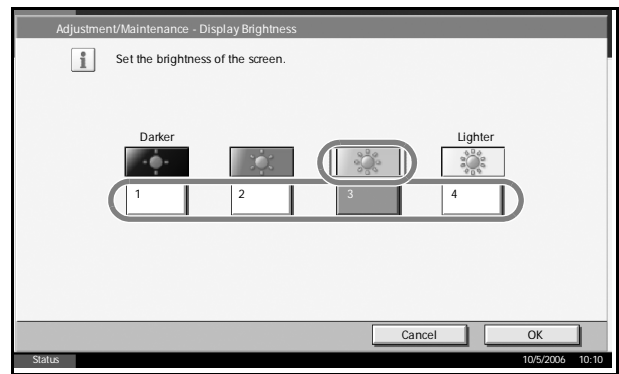 Adjustment/Maintenance - Display Brightness
i Set the brightness of the screen.
Darker Lighter
1 2 3 4
Cancel OK
Status 10/5/2006 10:10